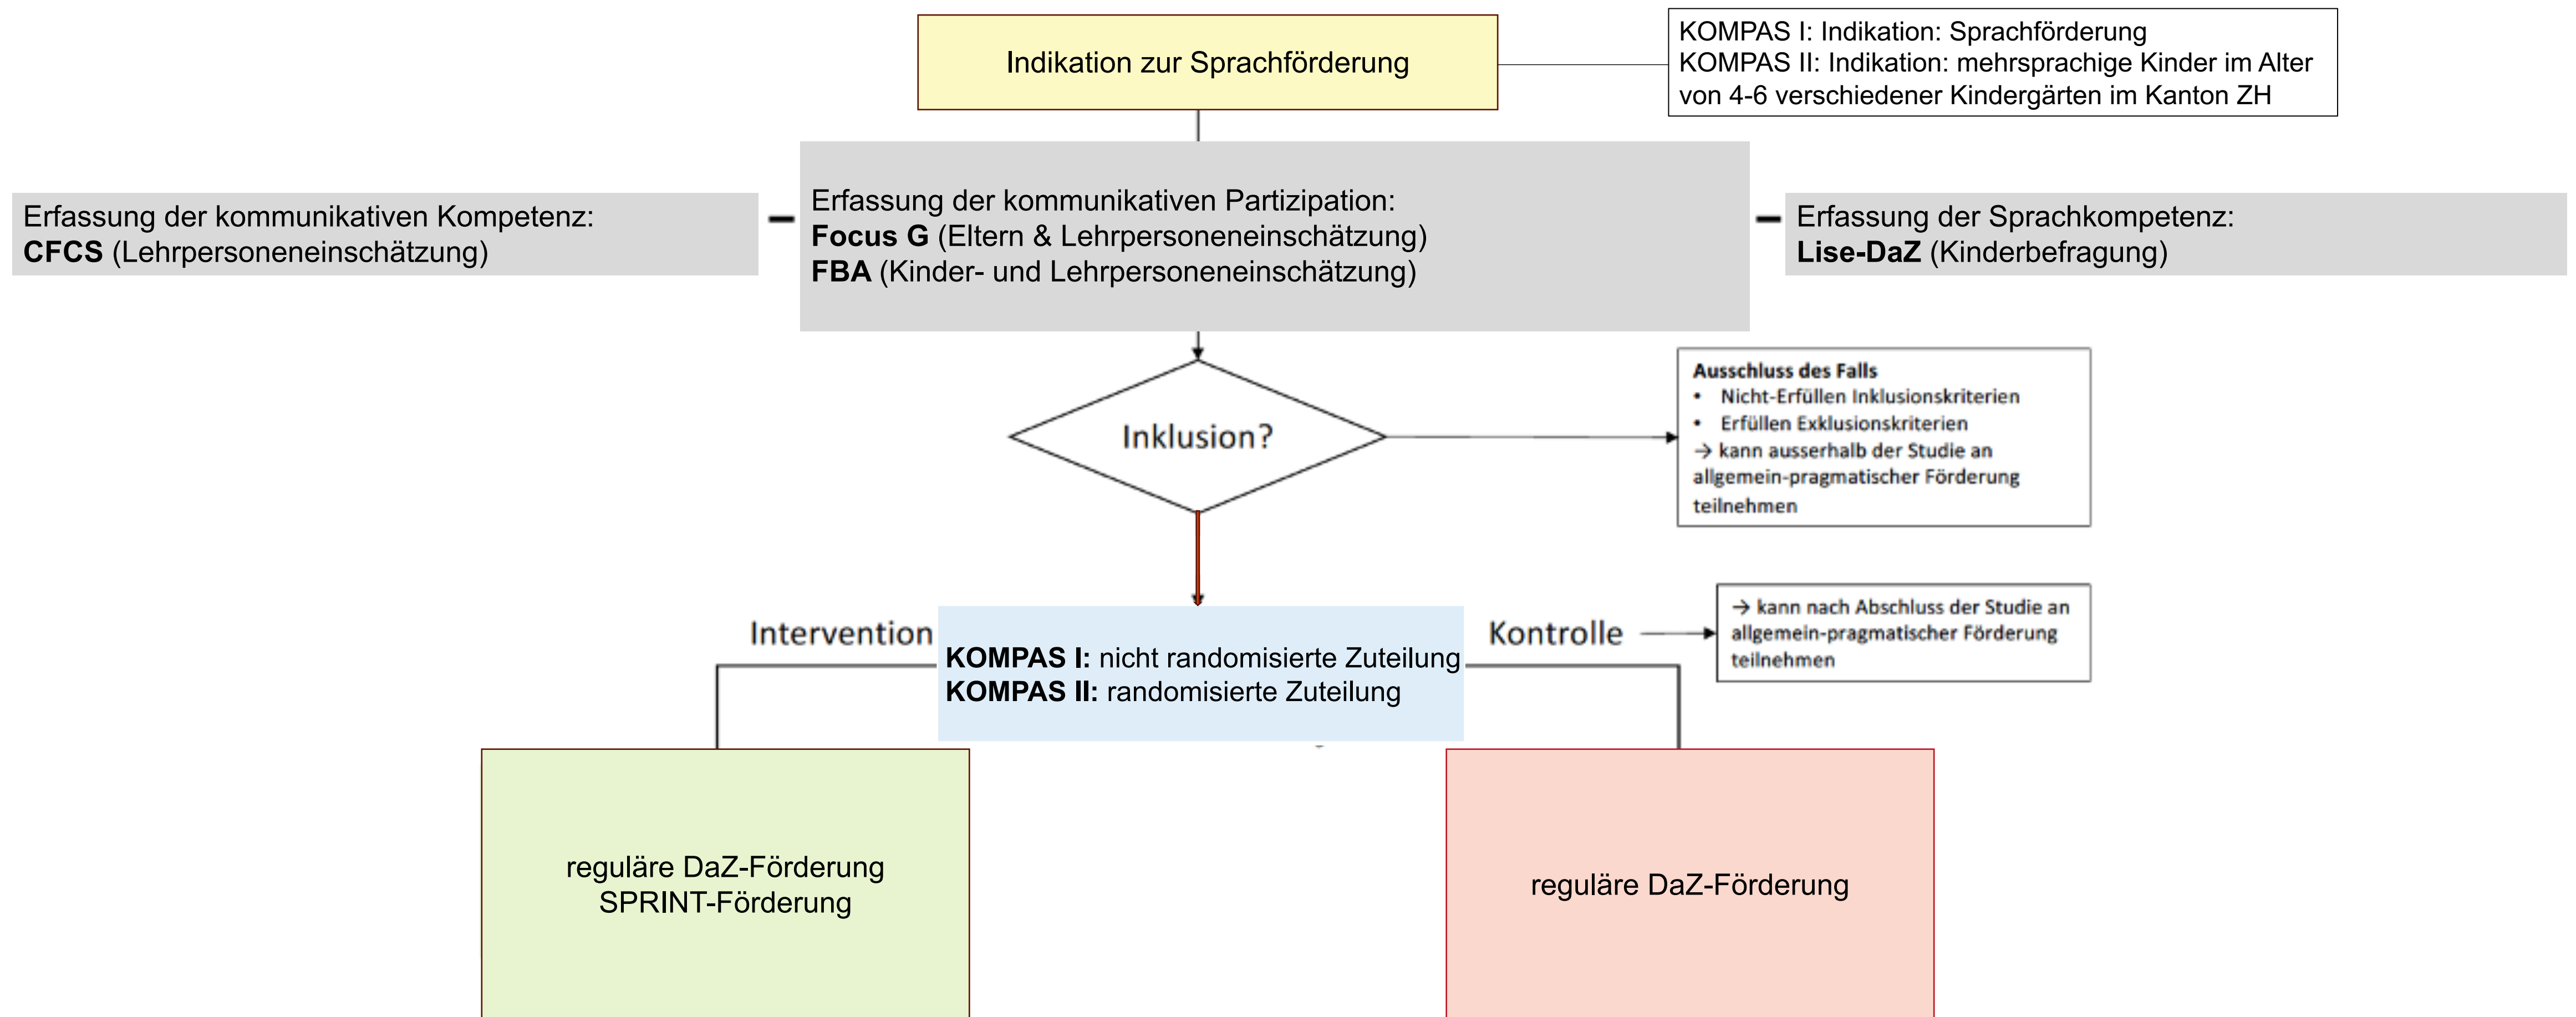 Indikation zur Sprachförderung
KOMPAS I: Indikation: Sprachförderung
KOMPAS II: Indikation: mehrsprachige Kinder im Alter
von 4-6 verschiedener Kindergärten im Kanton ZH
Erfassung der kommunikativen Kompetenz:
CFCS (Lehrpersoneneinschätzung)
Erfassung der kommunikativen Partizipation:
Focus G (Eltern & Lehrpersoneneinschätzung)
FBA (Kinder- und Lehrpersoneneinschätzung)
Erfassung der Sprachkompetenz:
Lise-DaZ (Kinderbefragung)
Inklusion?
Ausschluss des Falls
• Nicht-Erfüllen Inklusionskriterien
• Erfüllen Exklusionskriterien
→ kann ausserhalb der Studie an
allgemein-pragmatischer Förderung
teilnehmen
Intervention
KOMPAS I: nicht randomisierte Zuteilung
KOMPAS II: randomisierte Zuteilung
Kontrolle
→ kann nach Abschluss der Studie an
allgemein-pragmatischer Förderung
teilnehmen
reguläre DaZ-Förderung
SPRINT-Förderung
reguläre DaZ-Förderung